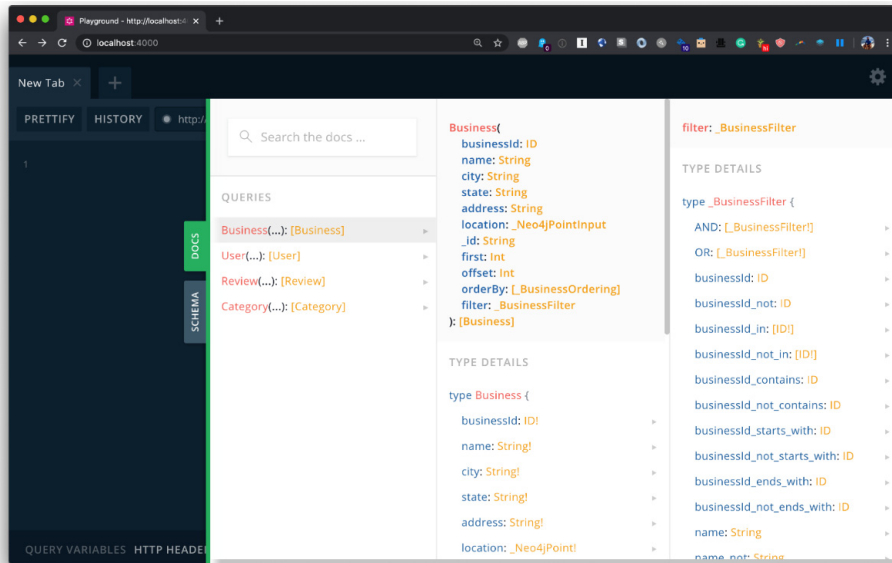 Playground - http://localhost:4
localhost:4000
New Tab
PRETTIFY
HISTORY
http:/
1
DOCS
SCHEMA
QUERY VARIABLES
HTTP HEADE
Search the docs ...
QUERIES
Business(...): [Business]
User(...): [User]
Review(...): [Review]
Category(...): [Category]
Business(
businessId: ID
name: String
city: String
state: String
address: String
location: _Neo4jPointInput
_id: String
first: Int
offset: Int
orderBy: [_BusinessOrdering]
filter: _BusinessFilter
): [Business]
TYPE DETAILS
type Business {
businessId: ID!
name: String!
city: String!
state: String!
address: String!
location: _Neo4jPoint!
filter: _BusinessFilter
TYPE DETAILS
type _BusinessFilter {
AND: [_BusinessFilter!]
OR: [_BusinessFilter!]
businessId: ID
businessId_not: ID
businessId_in: [ID!]
businessId_not_in: [ID!]
businessId_contains: ID
businessId_not_contains: ID
businessId_starts_with: ID
businessId_not_starts_with: ID
businessId_ends_with: ID
businessId_not_ends_with: ID
name: String
name_not: String